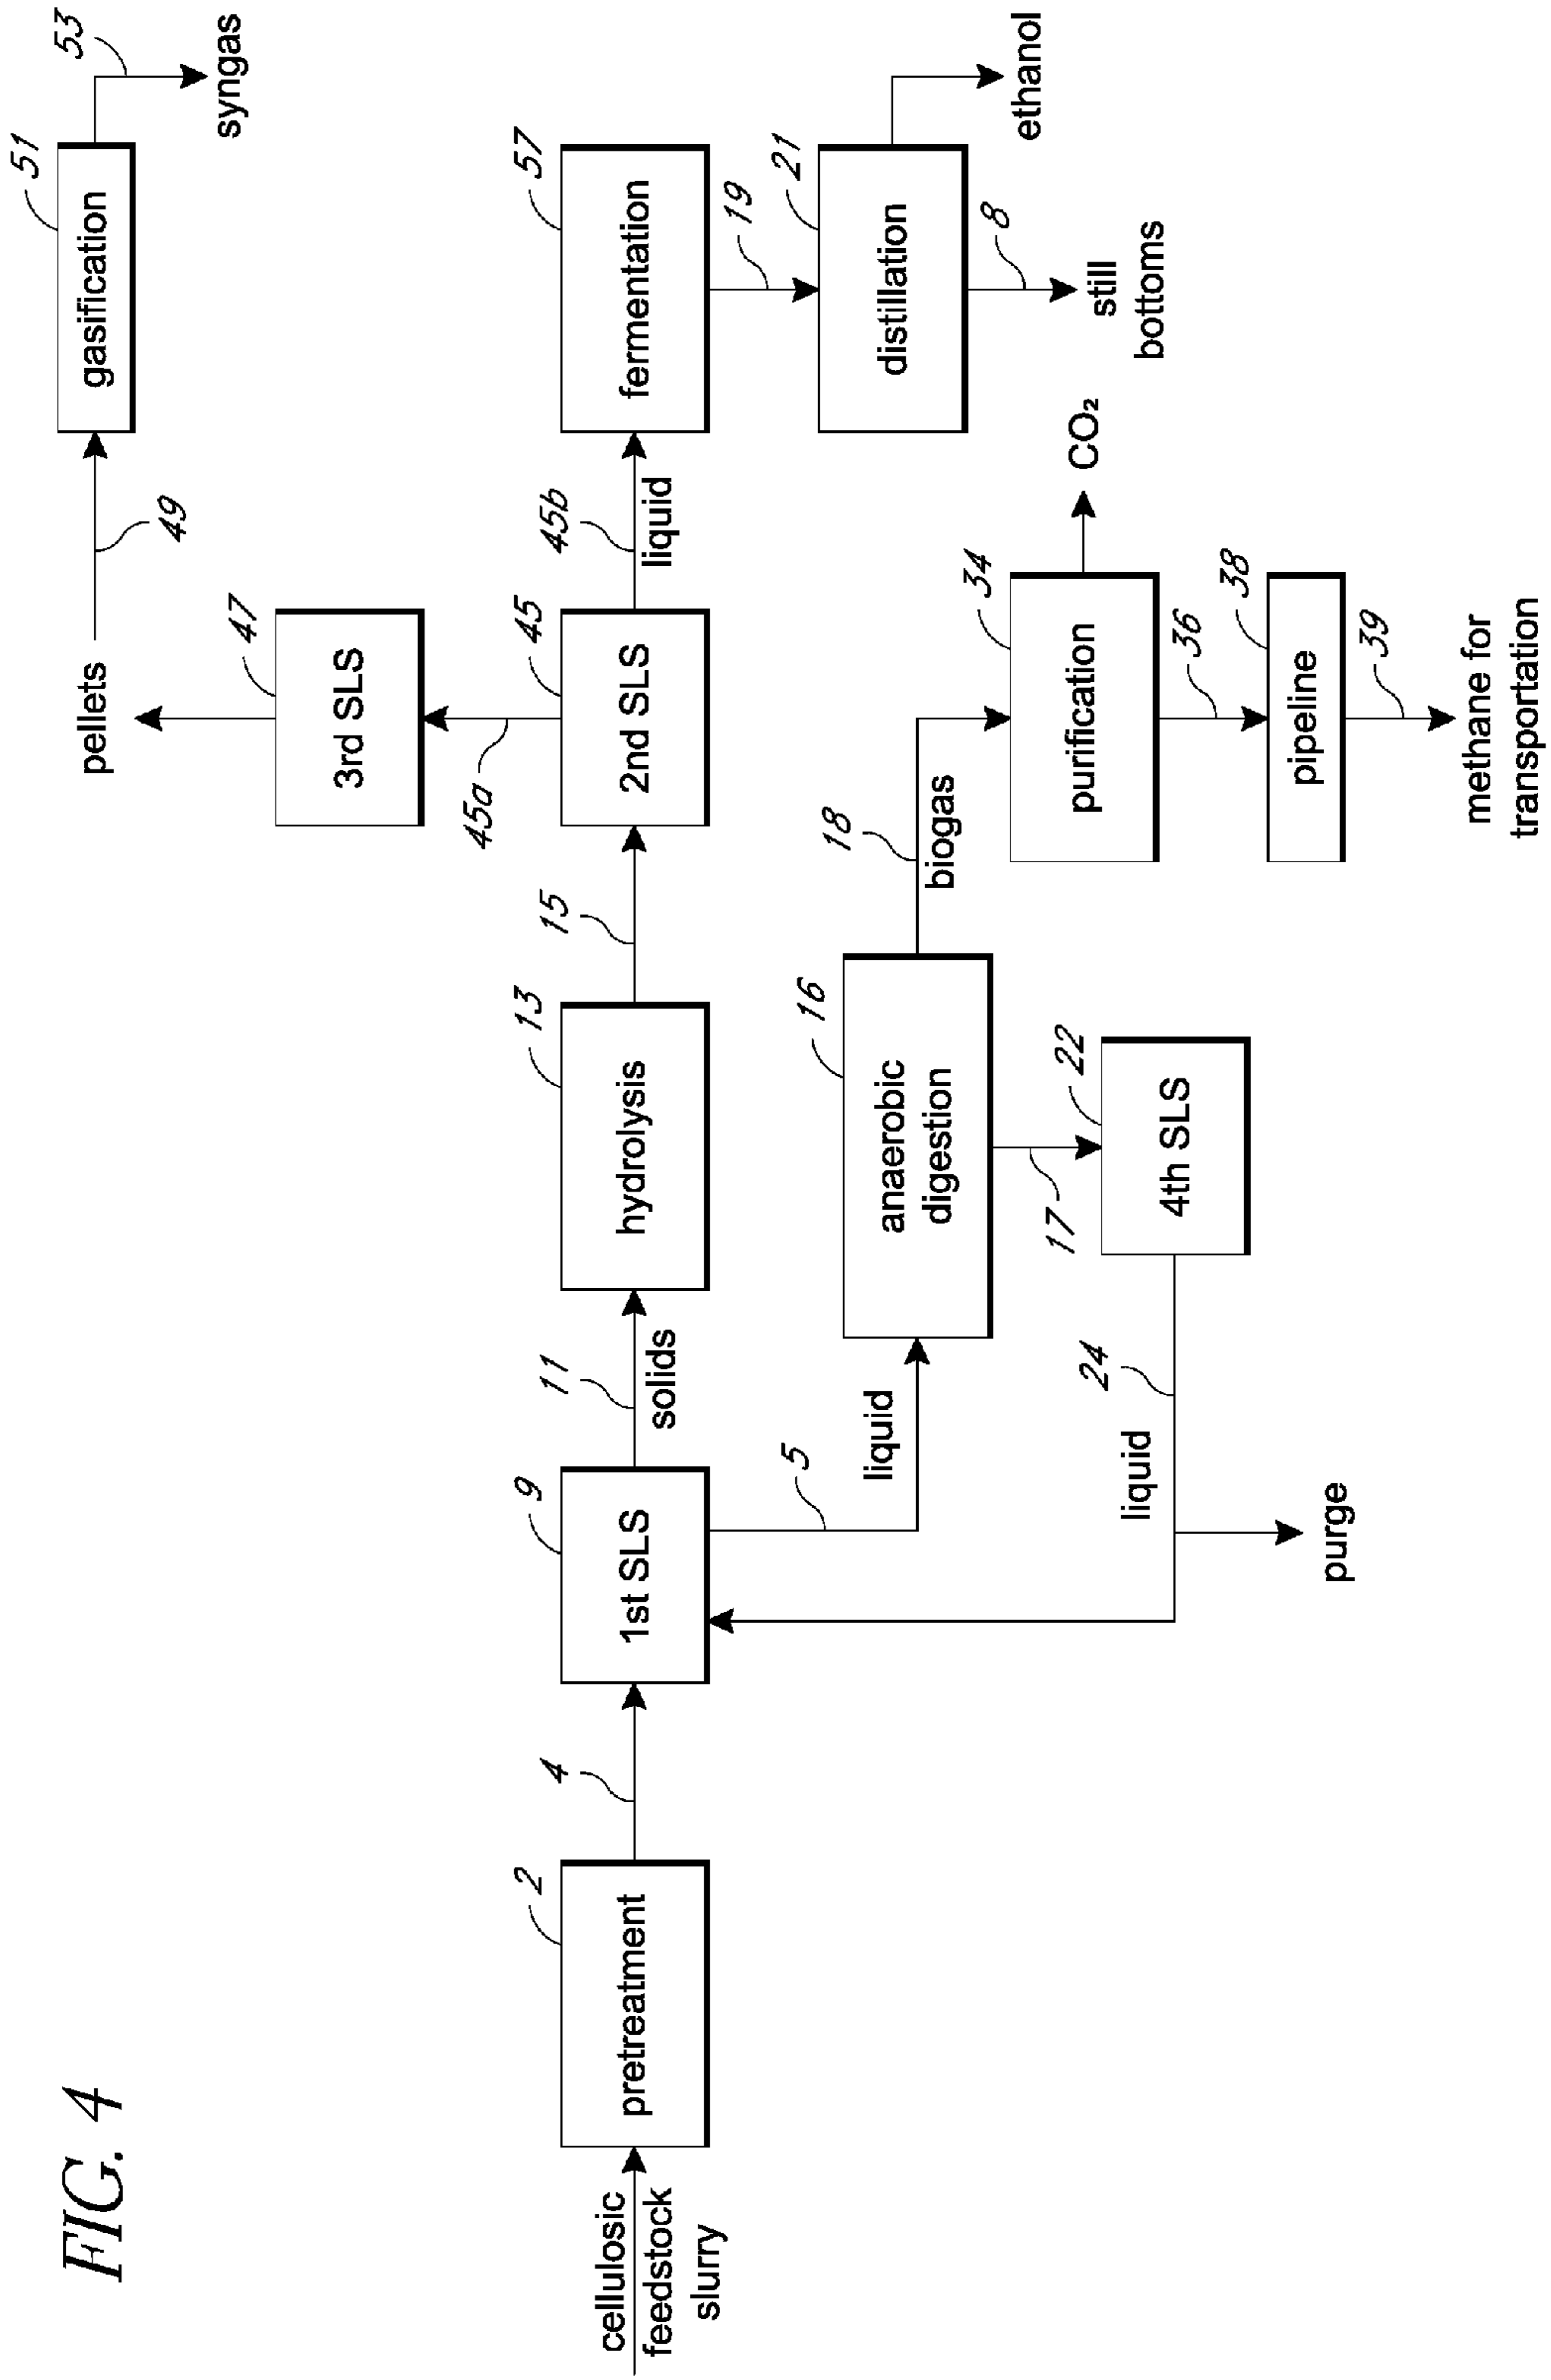 FIG. 4
cellulosic
feedstock
slurry
2
pretreatment
4
9
1st SLS
11
solids
13
hydrolysis
15
45
2nd SLS
45a
47
3rd SLS
pellets
49
51
gasification
53
syngas
45b
liquid
57
fermentation
19
21
distillation
ethanol
8
still
bottoms
5
liquid
16
anaerobic
digestion
18
biogas
34
purification
CO₂
36
38
pipeline
39
methane for
transportation
17
22
4th SLS
24
liquid
purge